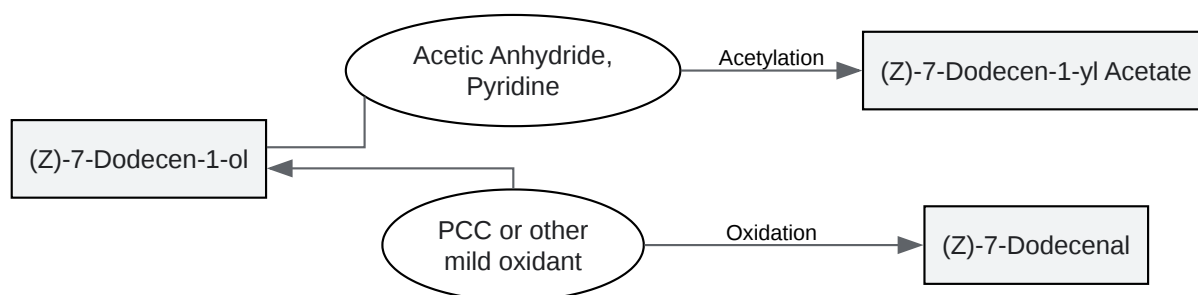 Acetic Anhydride,
Pyridine
Acetylation
(Z)-7-Dodecen-1-yl Acetate
(Z)-7-Dodecen-1-ol
PCC or other
mild oxidant
Oxidation
(Z)-7-Dodecenal